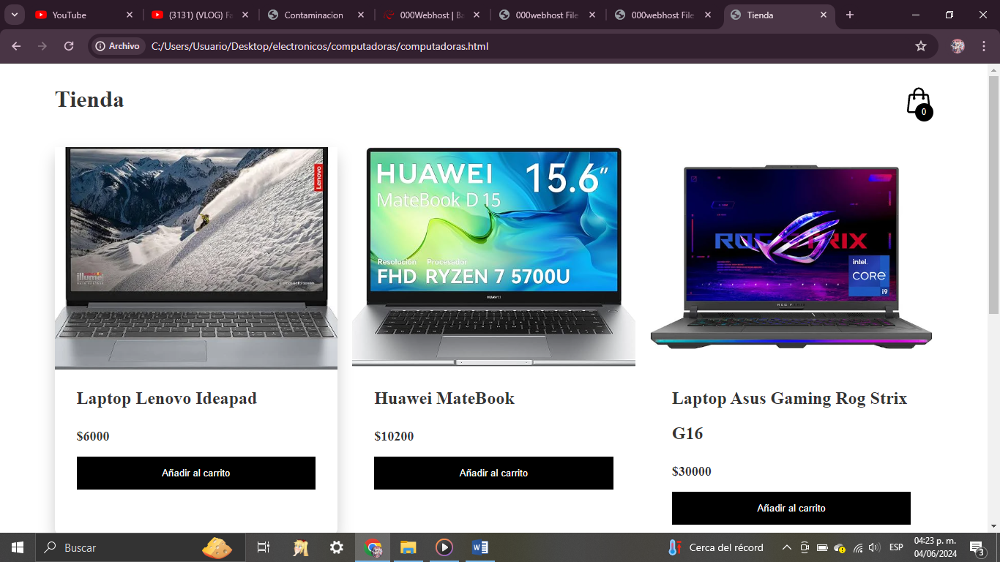 YouTube
(3131) (VLOG) Fa
Contaminacion
000Webhost | Ba
000webhost File
000webhost File
Tienda
Archivo
C:/Users/Usuario/Desktop/electronicos/computadoras/computadoras.html
Tienda
0
Lenovo
illumei
HUAWEI
15.6”
MateBook D 15
Resolución Procesador
FHD RYZEN 7 5700U
HUAWEI
ROG STRIX
intel.
CORE
i9
Laptop Lenovo Ideapad
$6000
Añadir al carrito
Huawei MateBook
$10200
Añadir al carrito
Laptop Asus Gaming Rog Strix
G16
$30000
Añadir al carrito
Buscar
Cerca del récord
ESP
04:23 p. m.
04/06/2024
3